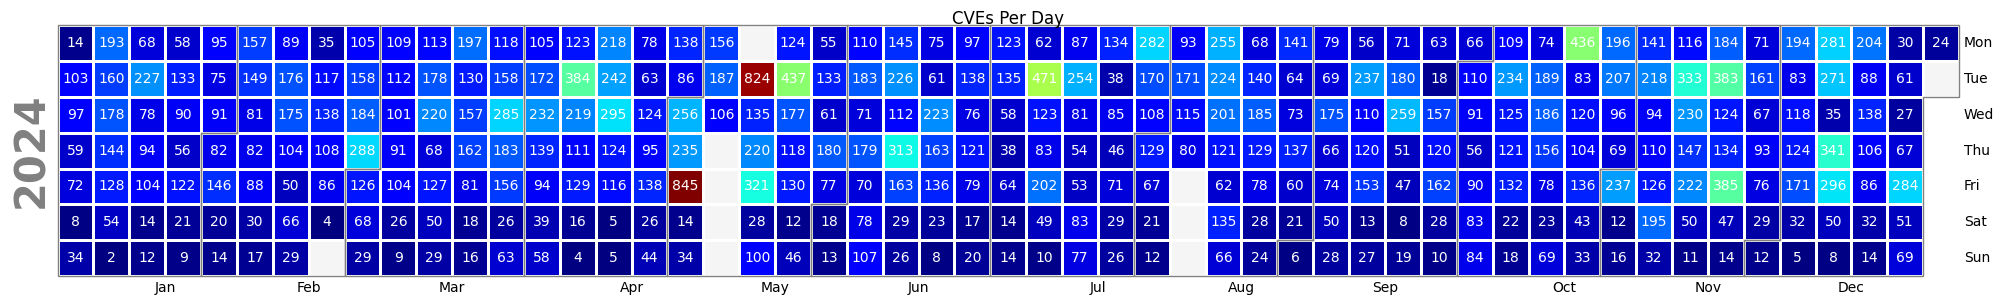 CVEs Per Day
14 193 68 58 95 157 89 35 105 109 113 197 118 105 123 218 78 138 156 124 55 110 145 75 97 123 62 87 134 282 93 255 68 141 79 56 71 63 66 109 74 436 196 141 116 184 71 194 281 204 30 24 Mon
103 160 227 133 75 149 176 117 158 112 178 130 158 172 384 242 63 86 187 824 437 133 183 226 61 138 135 471 254 38 170 171 224 140 64 69 237 180 18 110 234 189 83 207 218 333 383 161 83 271 88 61 Tue
97 178 78 90 91 81 175 138 184 101 220 157 285 232 219 295 124 256 106 135 177 61 71 112 223 76 58 123 81 85 108 115 201 185 73 175 110 259 157 91 125 186 120 96 94 230 124 67 118 35 138 27 Wed
59 144 94 56 82 82 104 108 288 91 68 162 183 139 111 124 95 235 220 118 180 179 313 163 121 38 83 54 46 129 80 121 129 137 66 120 51 120 56 121 156 104 69 110 147 134 93 124 341 106 67 Thu
72 128 104 122 146 88 50 86 126 104 127 81 156 94 129 116 138 845 321 130 77 70 163 136 79 64 202 53 71 67 62 78 60 74 153 47 162 90 132 78 136 237 126 222 385 76 171 296 86 284 Fri
8 54 14 21 20 30 66 4 68 26 50 18 26 39 16 5 26 14 28 12 18 78 29 23 17 14 49 83 29 21 135 28 21 50 13 8 28 83 22 23 43 12 195 50 47 29 32 50 32 51 Sat
34 2 12 9 14 17 29 29 9 29 16 63 58 4 5 44 34 100 46 13 107 26 8 20 14 10 77 26 12 66 24 6 28 27 19 10 84 18 69 33 16 32 11 14 12 5 8 14 69 Sun
Jan Feb Mar Apr May Jun Jul Aug Sep Oct Nov Dec
2024